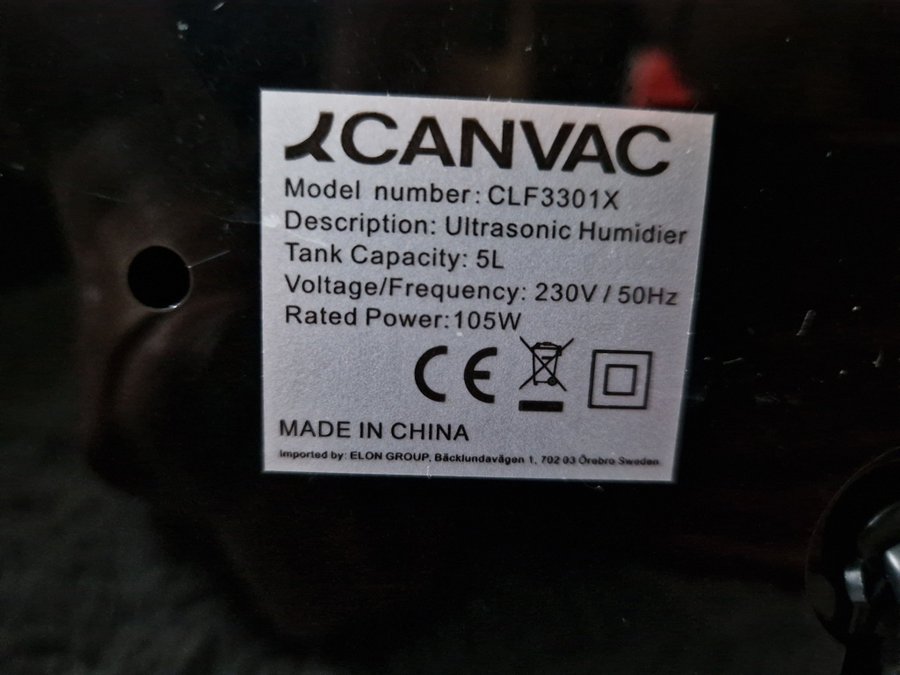 CANVAC
Model number: CLF3301X
Description: Ultrasonic Humidier
Tank Capacity: 5L
Voltage/Frequency: 230V / 50Hz
Rated Power:105W
CE
MADE IN CHINA
Imported by: ELON GROUP, Bäcklundavägen 1, 702 03 Örebro Sweden